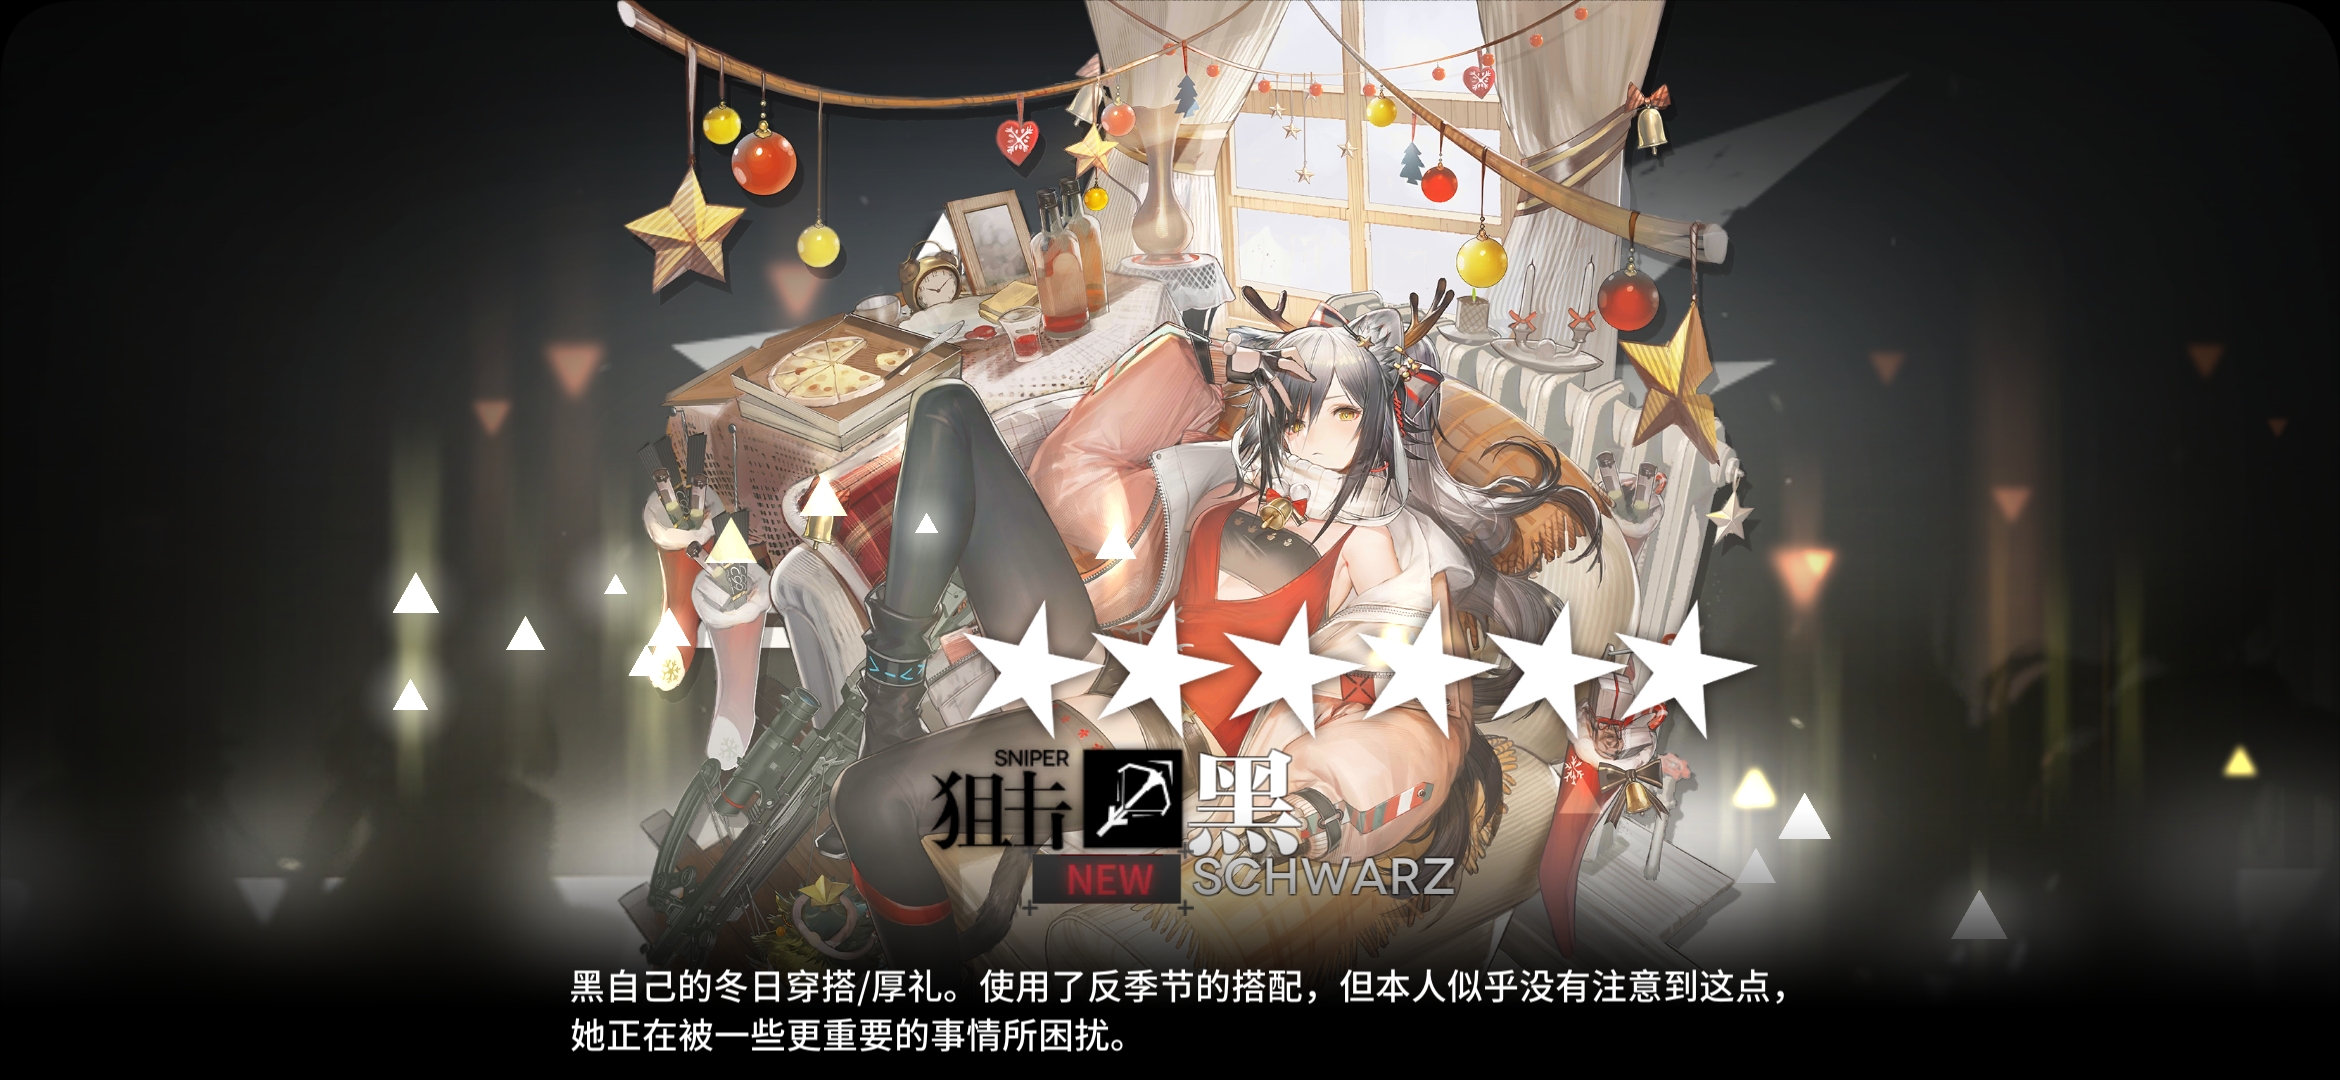 SNIPER
狙击
黑
NEW
SCHWARZ
黑自己的冬日穿搭/厚礼。使用了反季节的搭配，但本人似乎没有注意到这点，
她正在被一些更重要的事情所困扰。